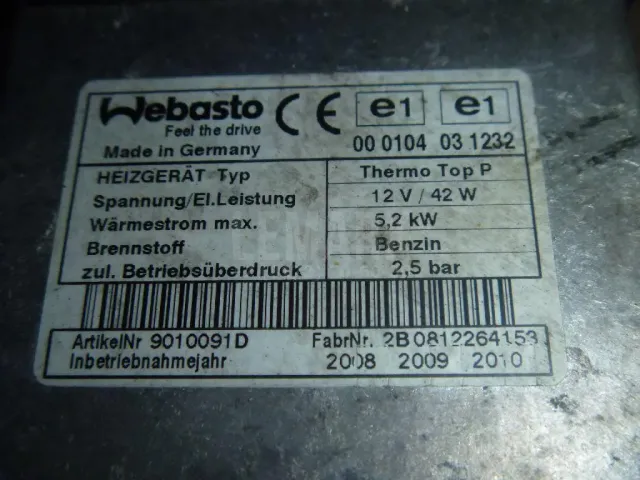 Webasto
Feel the drive
Made in Germany
CE
e1 e1
00 0104 03 1232
HEIZGERÄT Typ Thermo Top P
Spannung/El.Leistung 12 V / 42 W
Wärmestrom max. 5,2 kW
Brennstoff Benzin
zul. Betriebsüberdruck 2,5 bar
ArtikelNr 9010091D FabrNr. 2B0812264153
Inbetriebnahmejahr 2008 2009 2010